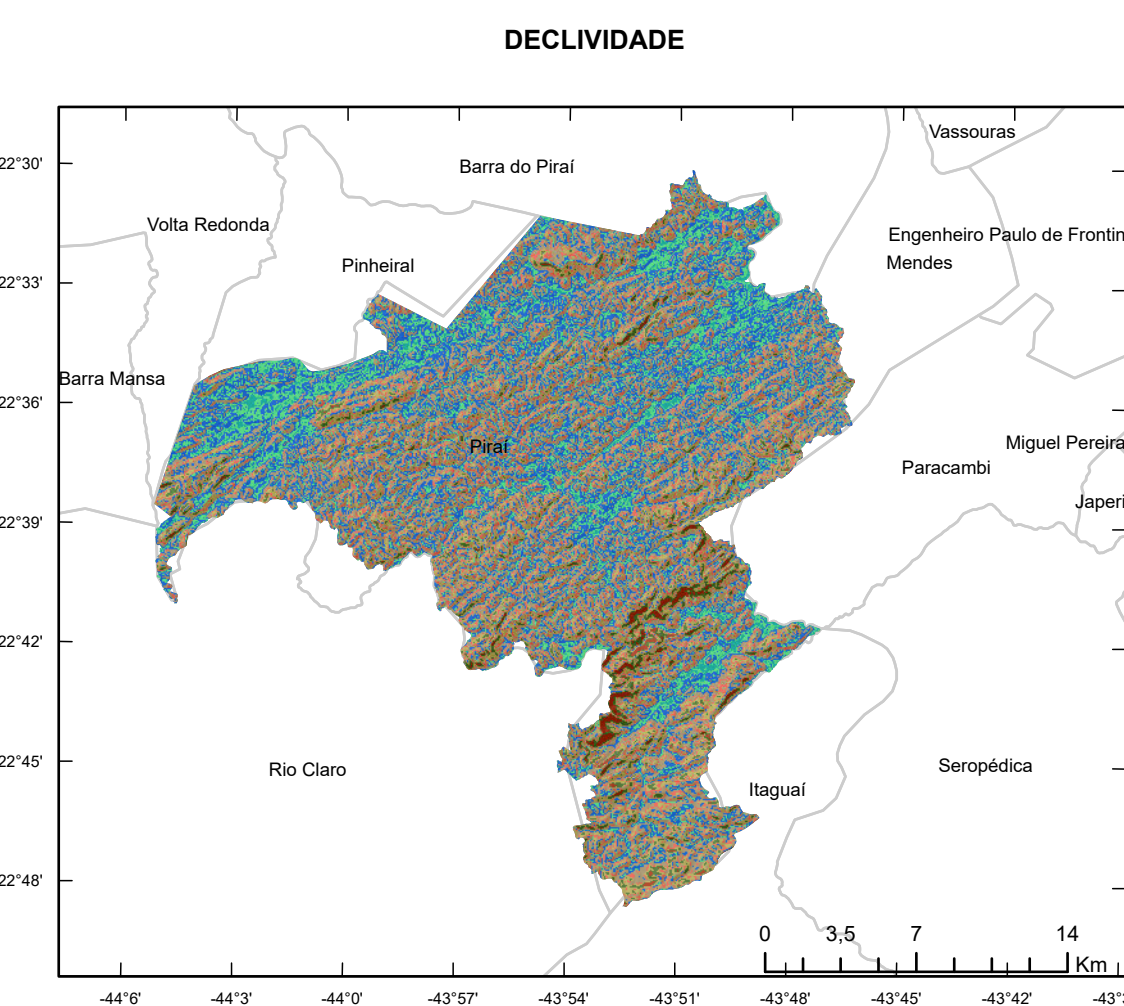 DECLIVIDADE
Vassouras
Barra do Piraí
Volta Redonda
Engenheiro Paulo de Frontin
Pinheiral
Mendes
Barra Mansa
Piraí
Miguel Pereira
Paracambi
Japeri
Rio Claro
Seropédica
Itaguaí
22°30'
22°33'
22°36'
22°39'
22°42'
22°45'
22°48'
0 3,5 7 14
Km
-44°6' -44°3' -44°0' -43°57' -43°54' -43°51' -43°48' -43°45' -43°42' -43°3